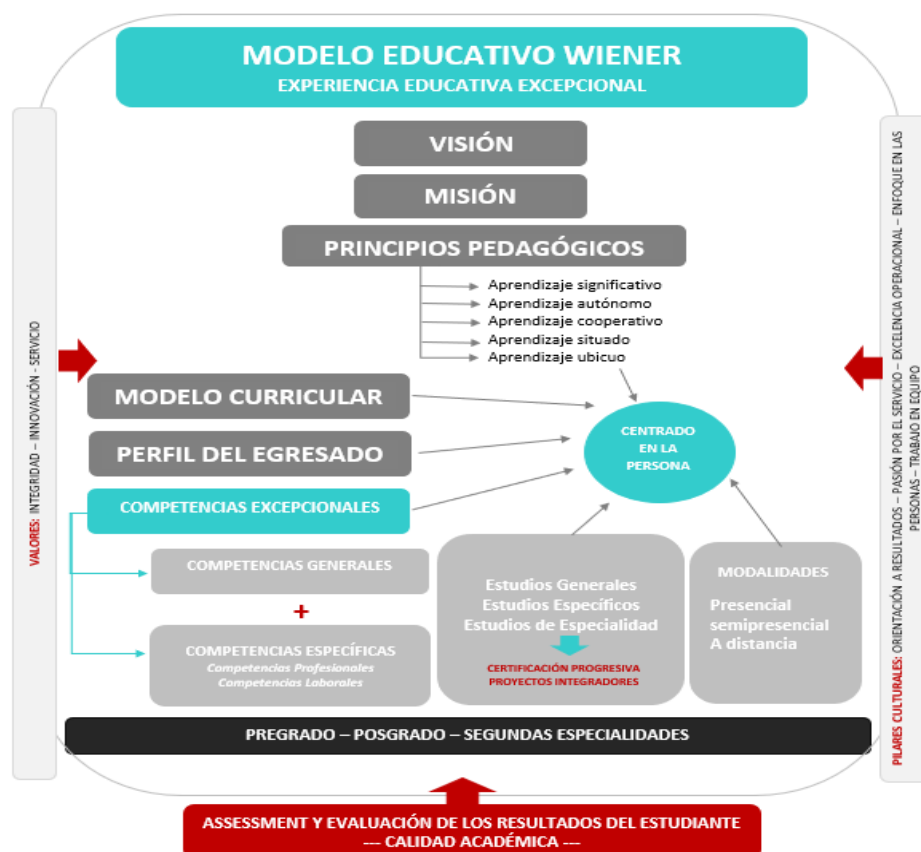 MODELO EDUCATIVO WIENER
EXPERIENCIA EDUCATIVA EXCEPCIONAL
VISIÓN
MISIÓN
PRINCIPIOS PEDAGÓGICOS
Aprendizaje significativo
Aprendizaje autónomo
Aprendizaje cooperativo
Aprendizaje situado
Aprendizaje ubicuo
VALORES: INTEGRIDAD – INNOVACIÓN - SERVICIO
PILARES CULTURALES: ORIENTACIÓN A RESULTADOS – PASIÓN POR EL SERVICIO – EXCELENCIA OPERACIONAL – ENFOQUE EN LAS
PERSONAS – TRABAJO EN EQUIPO
MODELO CURRICULAR
PERFIL DEL EGRESADO
COMPETENCIAS EXCEPCIONALES
CENTRADO
EN LA
PERSONA
COMPETENCIAS GENERALES
+
COMPETENCIAS ESPECÍFICAS
Competencias Profesionales
Competencias Laborales
Estudios Generales
Estudios Específicos
Estudios de Especialidad
CERTIFICACIÓN PROGRESIVA
PROYECTOS INTEGRADORES
MODALIDADES
Presencial
semipresencial
A distancia
PREGRADO – POSGRADO – SEGUNDAS ESPECIALIDADES
ASSESSMENT Y EVALUACIÓN DE LOS RESULTADOS DEL ESTUDIANTE
--- CALIDAD ACADÉMICA ---